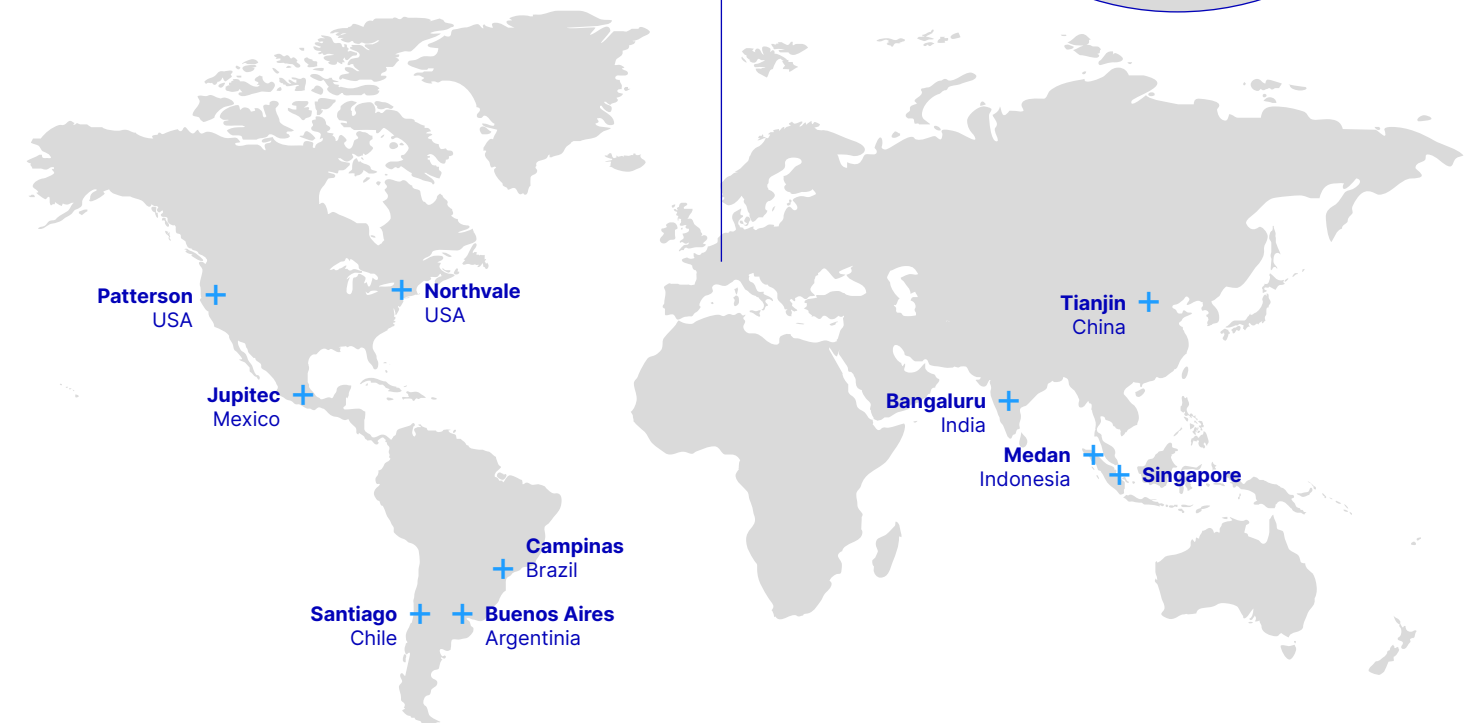 Patterson
USA
Northvale
USA
Jupitec
Mexico
Campinas
Brazil
Santiago
Chile
Buenos Aires
Argentinia
Tianjin
China
Bangaluru
India
Medan
Indonesia
Singapore